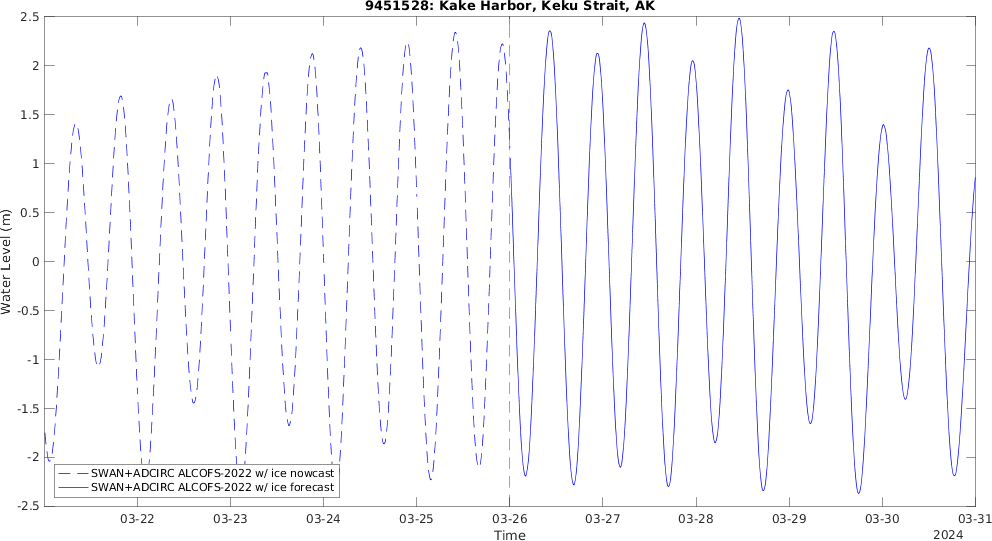 9451528: Kake Harbor, Keku Strait, AK
2.5
2
1.5
1
0.5
0
-0.5
-1
-1.5
-2
-2.5
Water Level (m)
SWAN+ADCIRC ALCOFS-2022 w/ ice nowcast
SWAN+ADCIRC ALCOFS-2022 w/ ice forecast
03-22 03-23 03-24 03-25 03-26 03-27 03-28 03-29 03-30 03-31
Time
2024